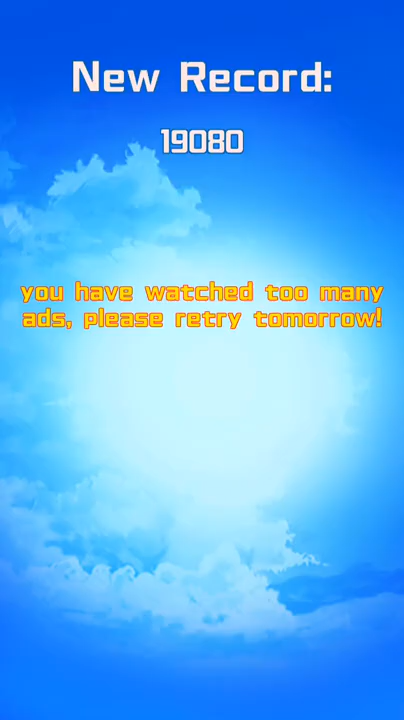 New Record:
19080
you have watched too many
ads, please retry tomorrow!